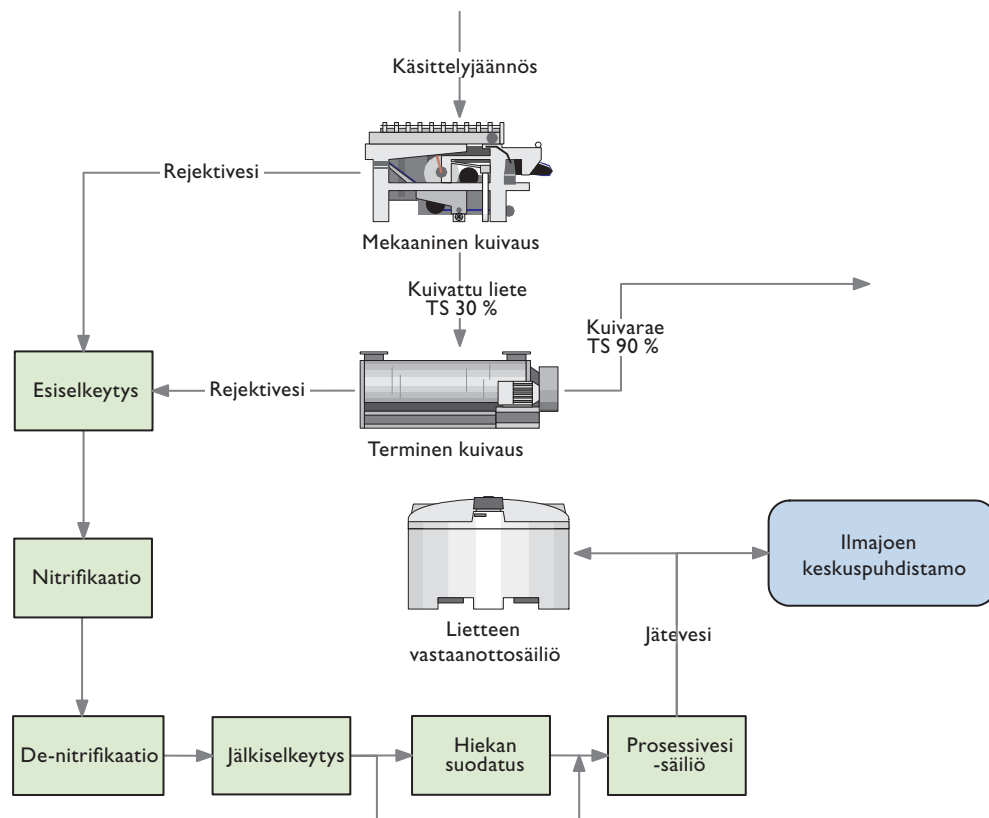 Käsittelyjäännös
Rejektivesi
Mekaaninen kuivaus
Kuivattu liete
TS 30 %
Kuivarae
TS 90 %
Esiselkeytys
Rejektivesi
Terminen kuivaus
Ilmajoen
keskuspuhdistamo
Nitrifikaatio
Lietteen
vastaanottosäiliö
Jätevesi
De-nitrifikaatio
Jälkiselkeytys
Hiekan
suodatus
Prosessivesi
-säiliö